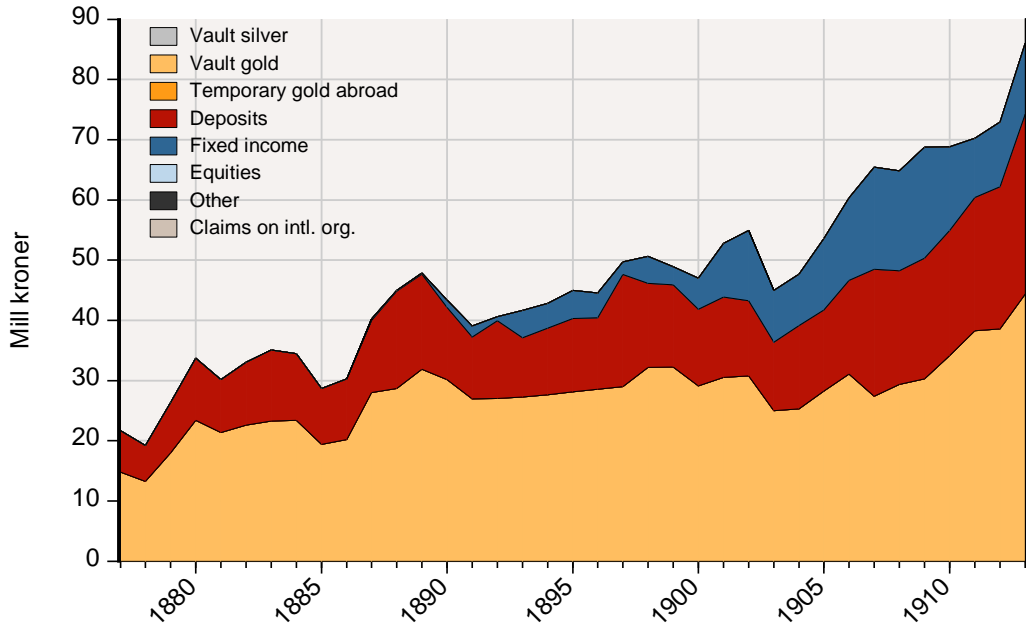 90
80
70
60
50
40
30
20
10
0
Mill kroner
Vault silver
Vault gold
Temporary gold abroad
Deposits
Fixed income
Equities
Other
Claims on intl. org.
1880
1885
1890
1895
1900
1905
1910